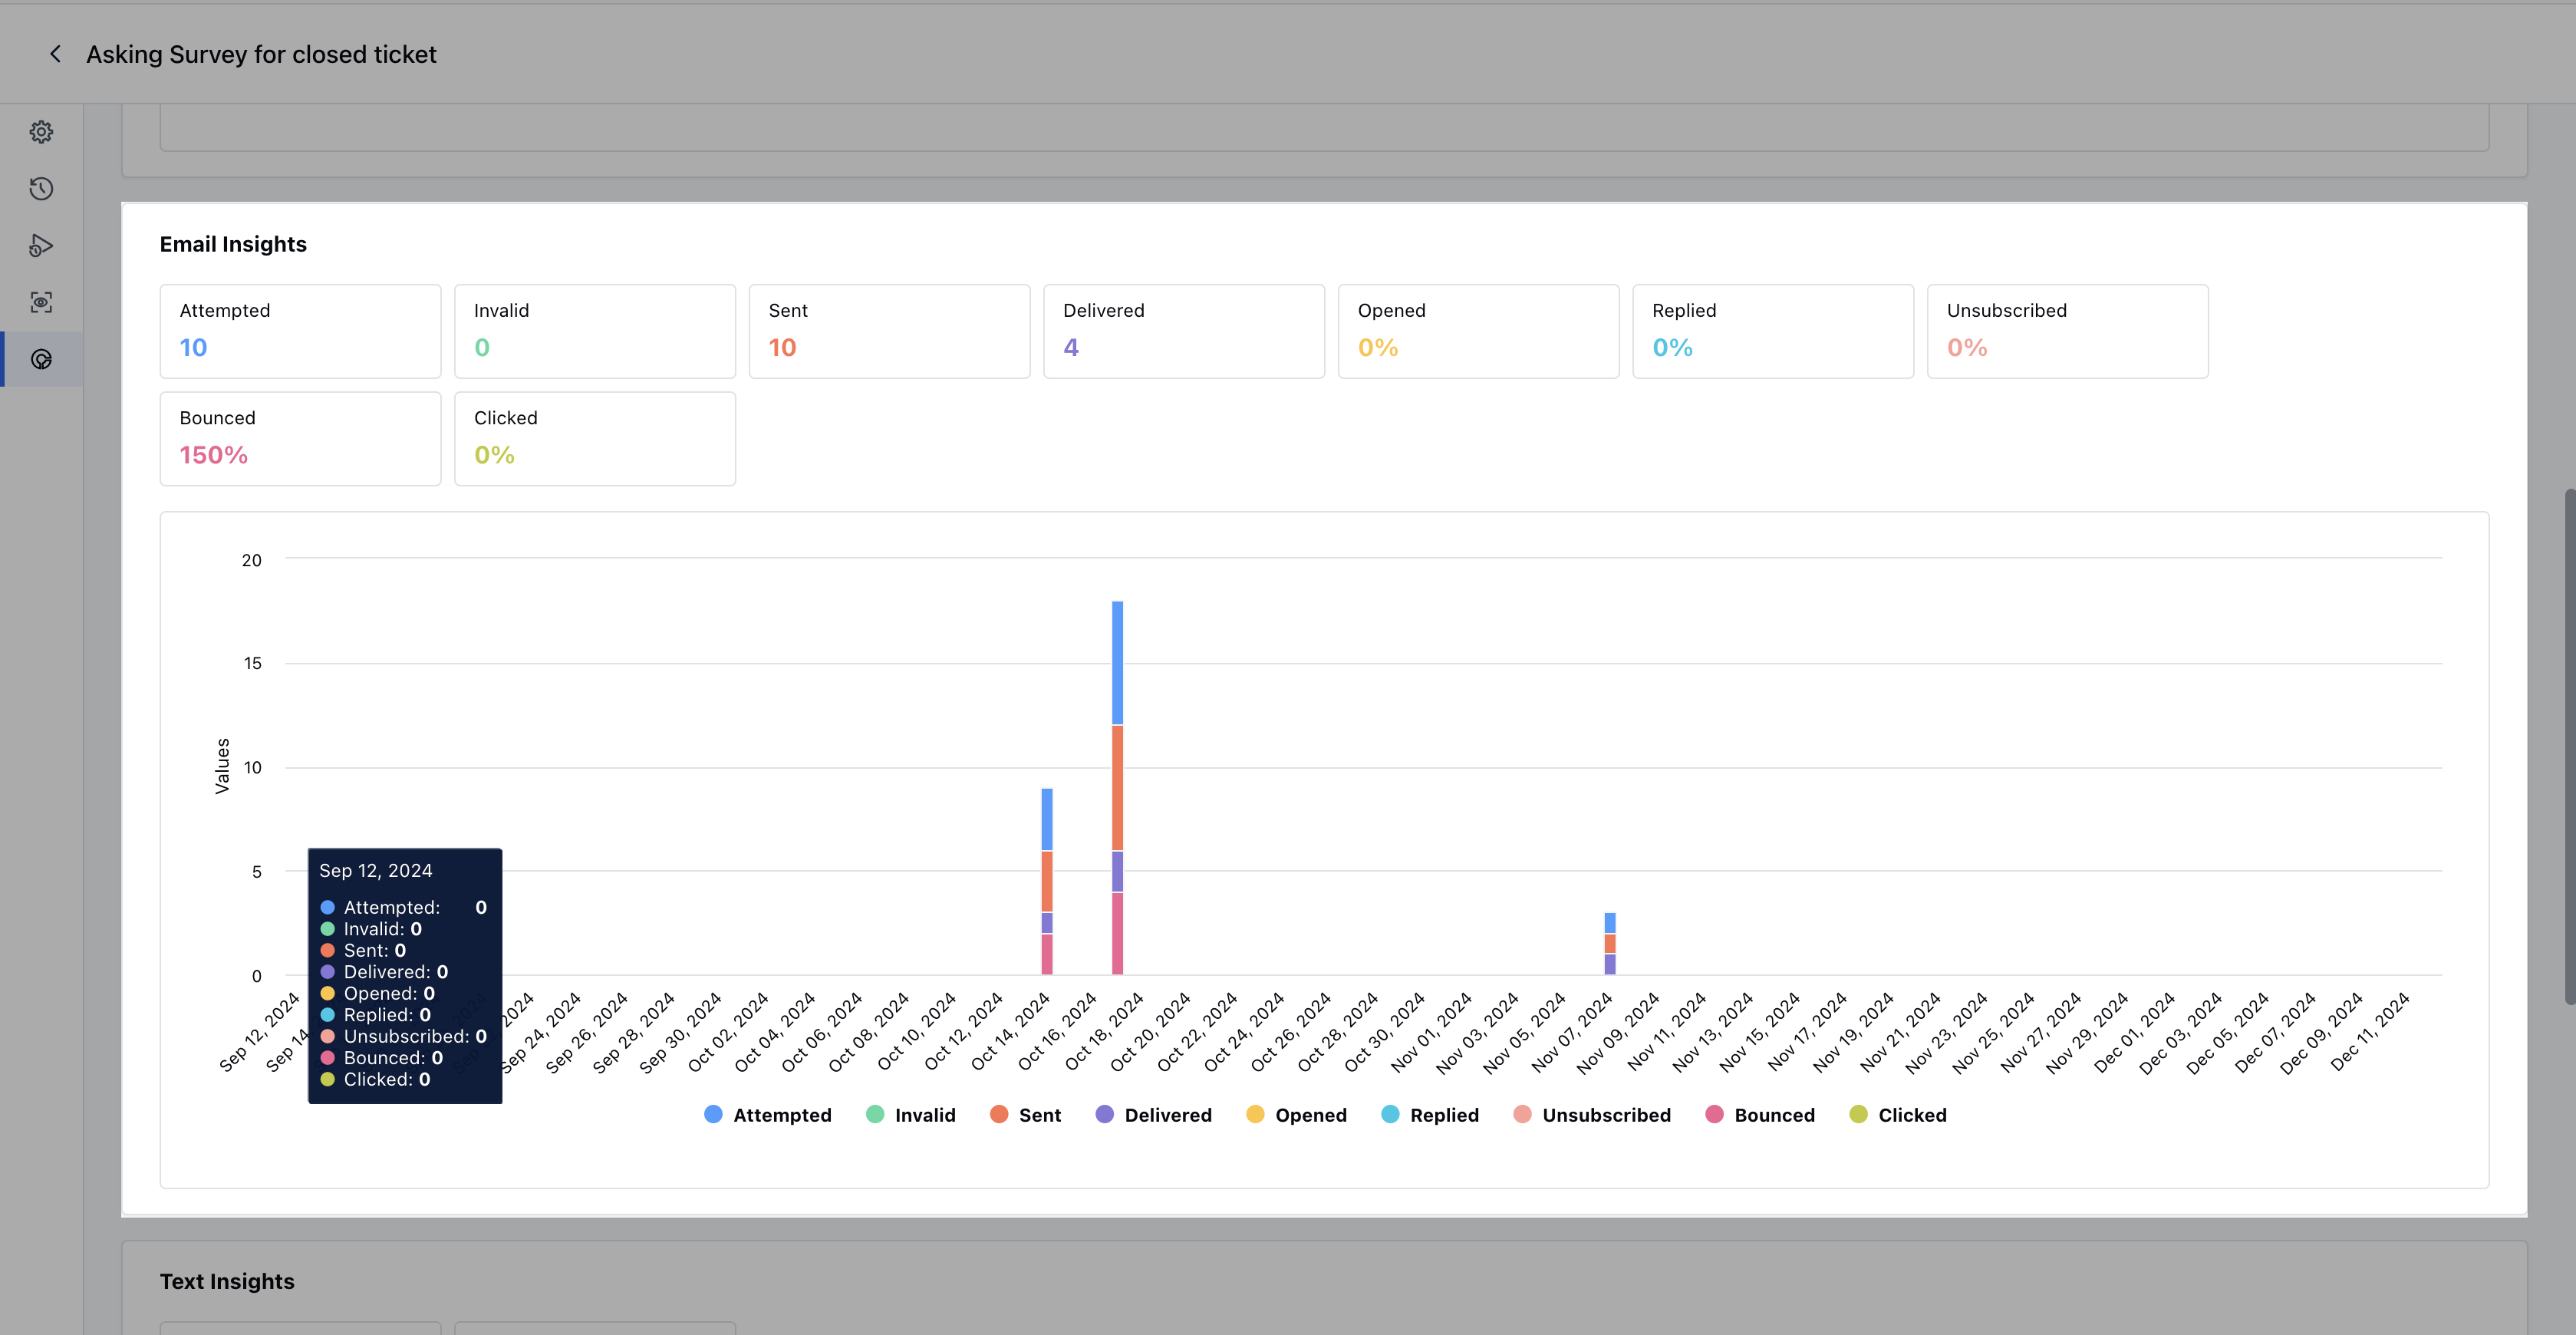 Asking Survey for closed ticket
Email Insights
Attempted
10
Invalid
0
Sent
10
Delivered
4
Opened
0%
Replied
0%
Unsubscribed
0%
Bounced
150%
Clicked
0%
20
15
10
5
0
Values
Sep 12, 2024
Attempted: 0
Invalid: 0
Sent: 0
Delivered: 0
Opened: 0
Replied: 0
Unsubscribed: 0
Bounced: 0
Clicked: 0
Sep 12, 2024
Sep 14
2024
Sep 24, 2024
Sep 26, 2024
Sep 28, 2024
Sep 30, 2024
Oct 02, 2024
Oct 04, 2024
Oct 06, 2024
Oct 08, 2024
Oct 10, 2024
Oct 12, 2024
Oct 14, 2024
Oct 16, 2024
Oct 18, 2024
Oct 20, 2024
Oct 22, 2024
Oct 24, 2024
Oct 26, 2024
Oct 28, 2024
Oct 30, 2024
Nov 01, 2024
Nov 03, 2024
Nov 05, 2024
Nov 07, 2024
Nov 09, 2024
Nov 11, 2024
Nov 13, 2024
Nov 15, 2024
Nov 17, 2024
Nov 19, 2024
Nov 21, 2024
Nov 23, 2024
Nov 25, 2024
Nov 27, 2024
Nov 29, 2024
Dec 01, 2024
Dec 03, 2024
Dec 05, 2024
Dec 07, 2024
Dec 09, 2024
Dec 11, 2024
Attempted Invalid Sent Delivered Opened Replied Unsubscribed Bounced Clicked
Text Insights